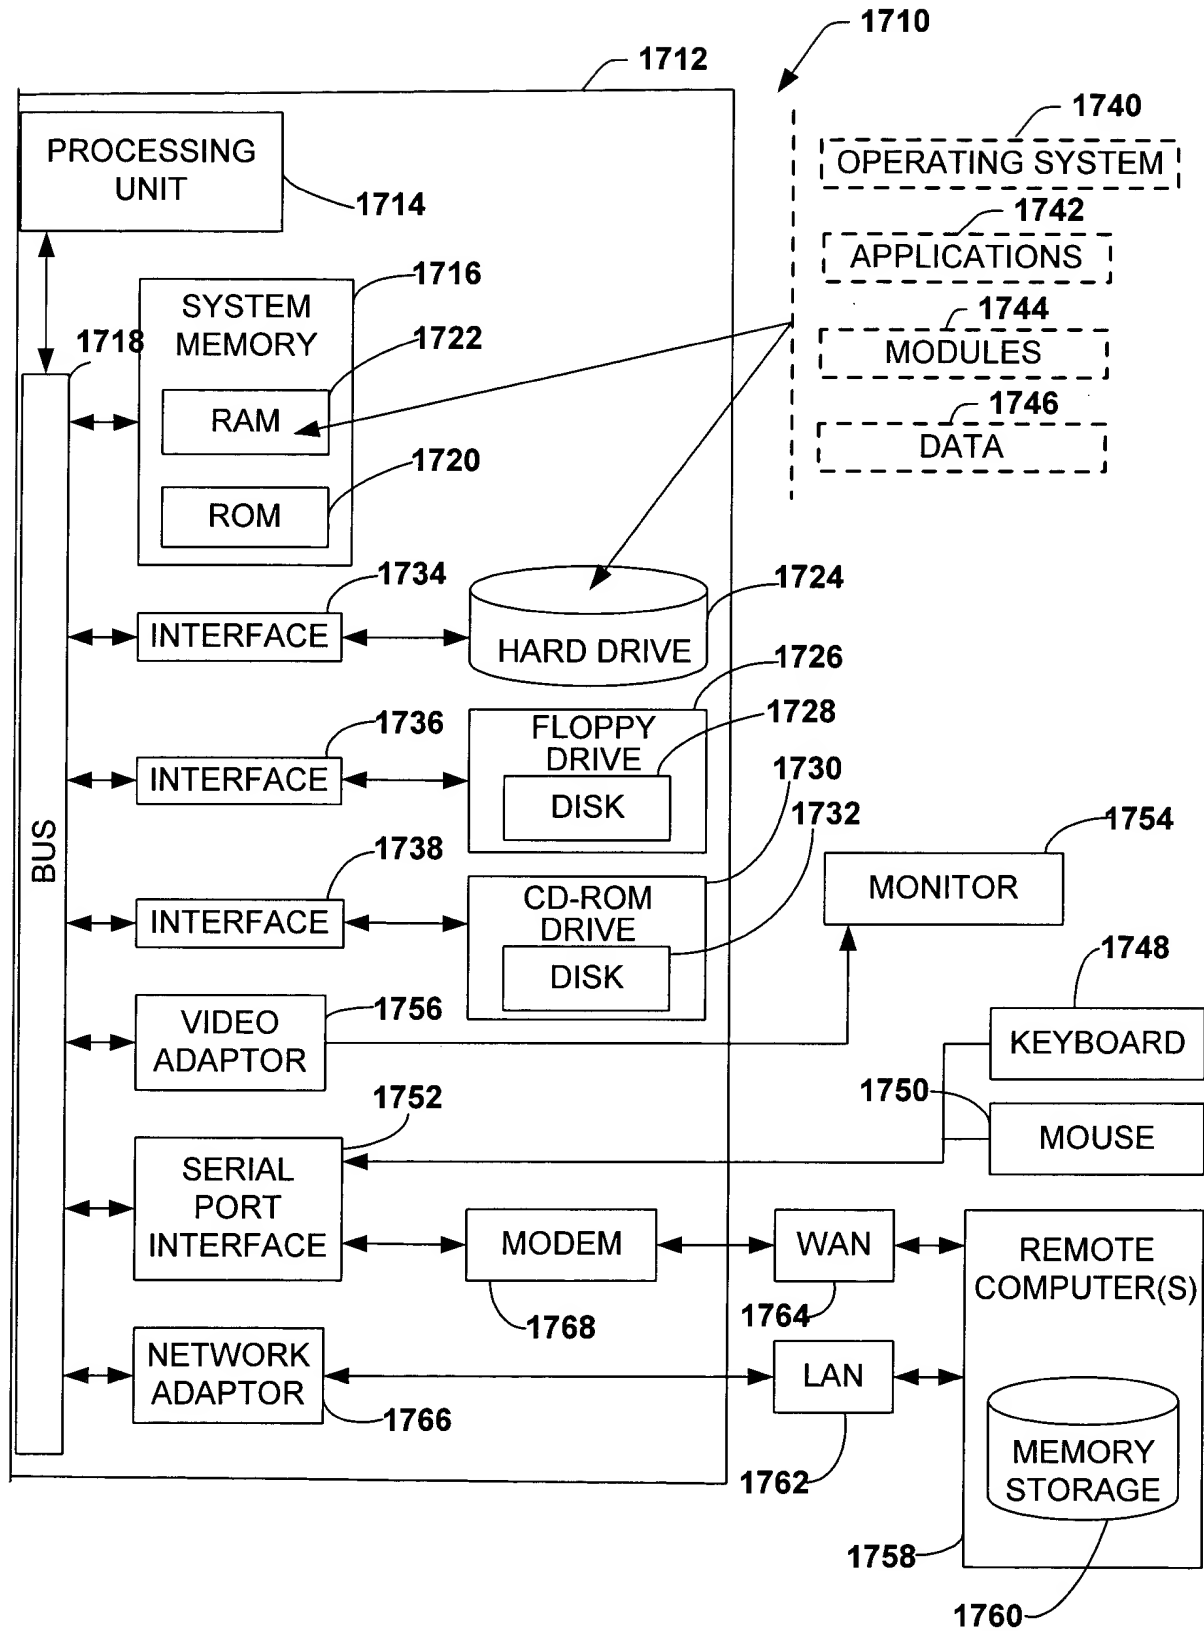 1710
1712
1740
PROCESSING
UNIT
OPERATING SYSTEM
1714
1742
APPLICATIONS
1716
SYSTEM
MEMORY
1744
1718
1722
MODULES
RAM
1746
DATA
1720
ROM
1734
1724
INTERFACE
HARD DRIVE
1726
1736
1728
FLOPPY
DRIVE
INTERFACE
1730
DISK
1732
1754
BUS
1738
MONITOR
CD-ROM
DRIVE
INTERFACE
1748
DISK
1756
VIDEO
ADAPTOR
KEYBOARD
1752
1750
MOUSE
SERIAL
PORT
INTERFACE
MODEM
WAN
REMOTE
COMPUTER(S)
1768
1764
NETWORK
ADAPTOR
LAN
1766
MEMORY
STORAGE
1762
1758
1760